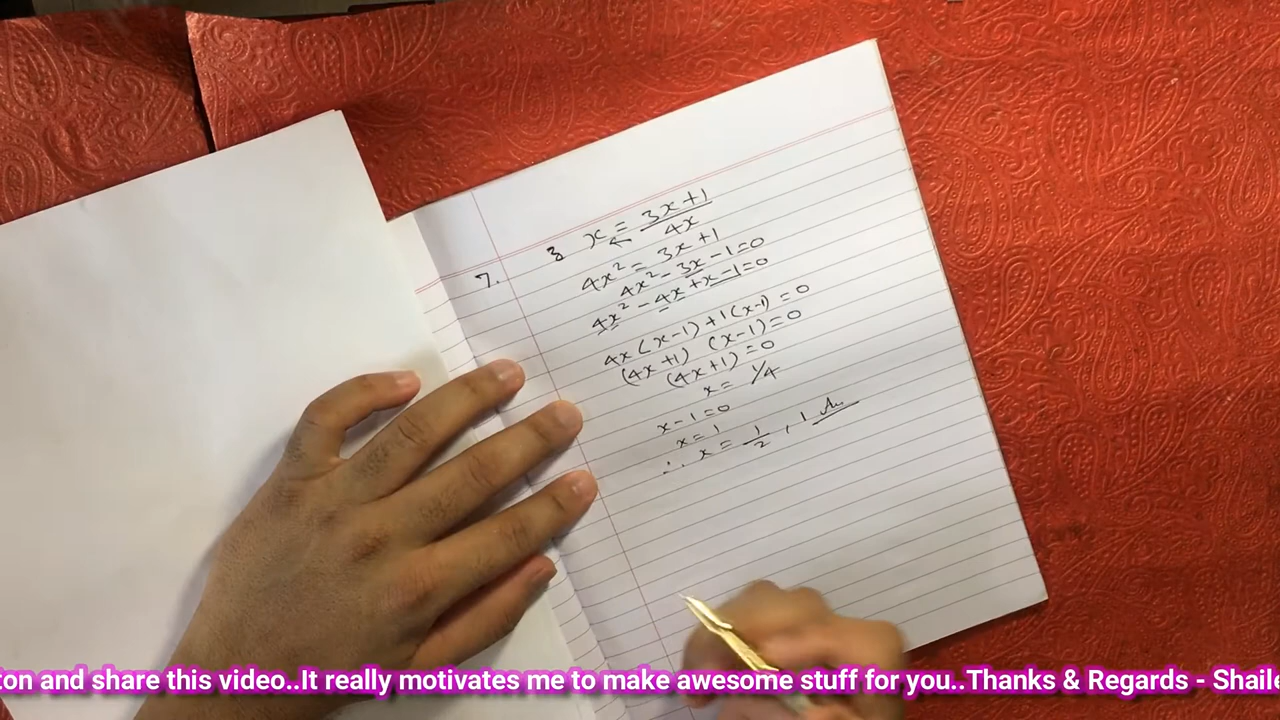 7. 3 x = 3x+1 / 4x
4x² = 3x+1
4x² - 3x - 1=0
4x² - 4x + x - 1=0
4x(x-1)+1(x-1)=0
(4x+1) (x-1)=0
(4x+1)=0
x= 1/4
x-1=0
x=1
∴ x = 1/2 , 1
ton and share this video..It really motivates me to make awesome stuff for you..Thanks & Regards - Shaile